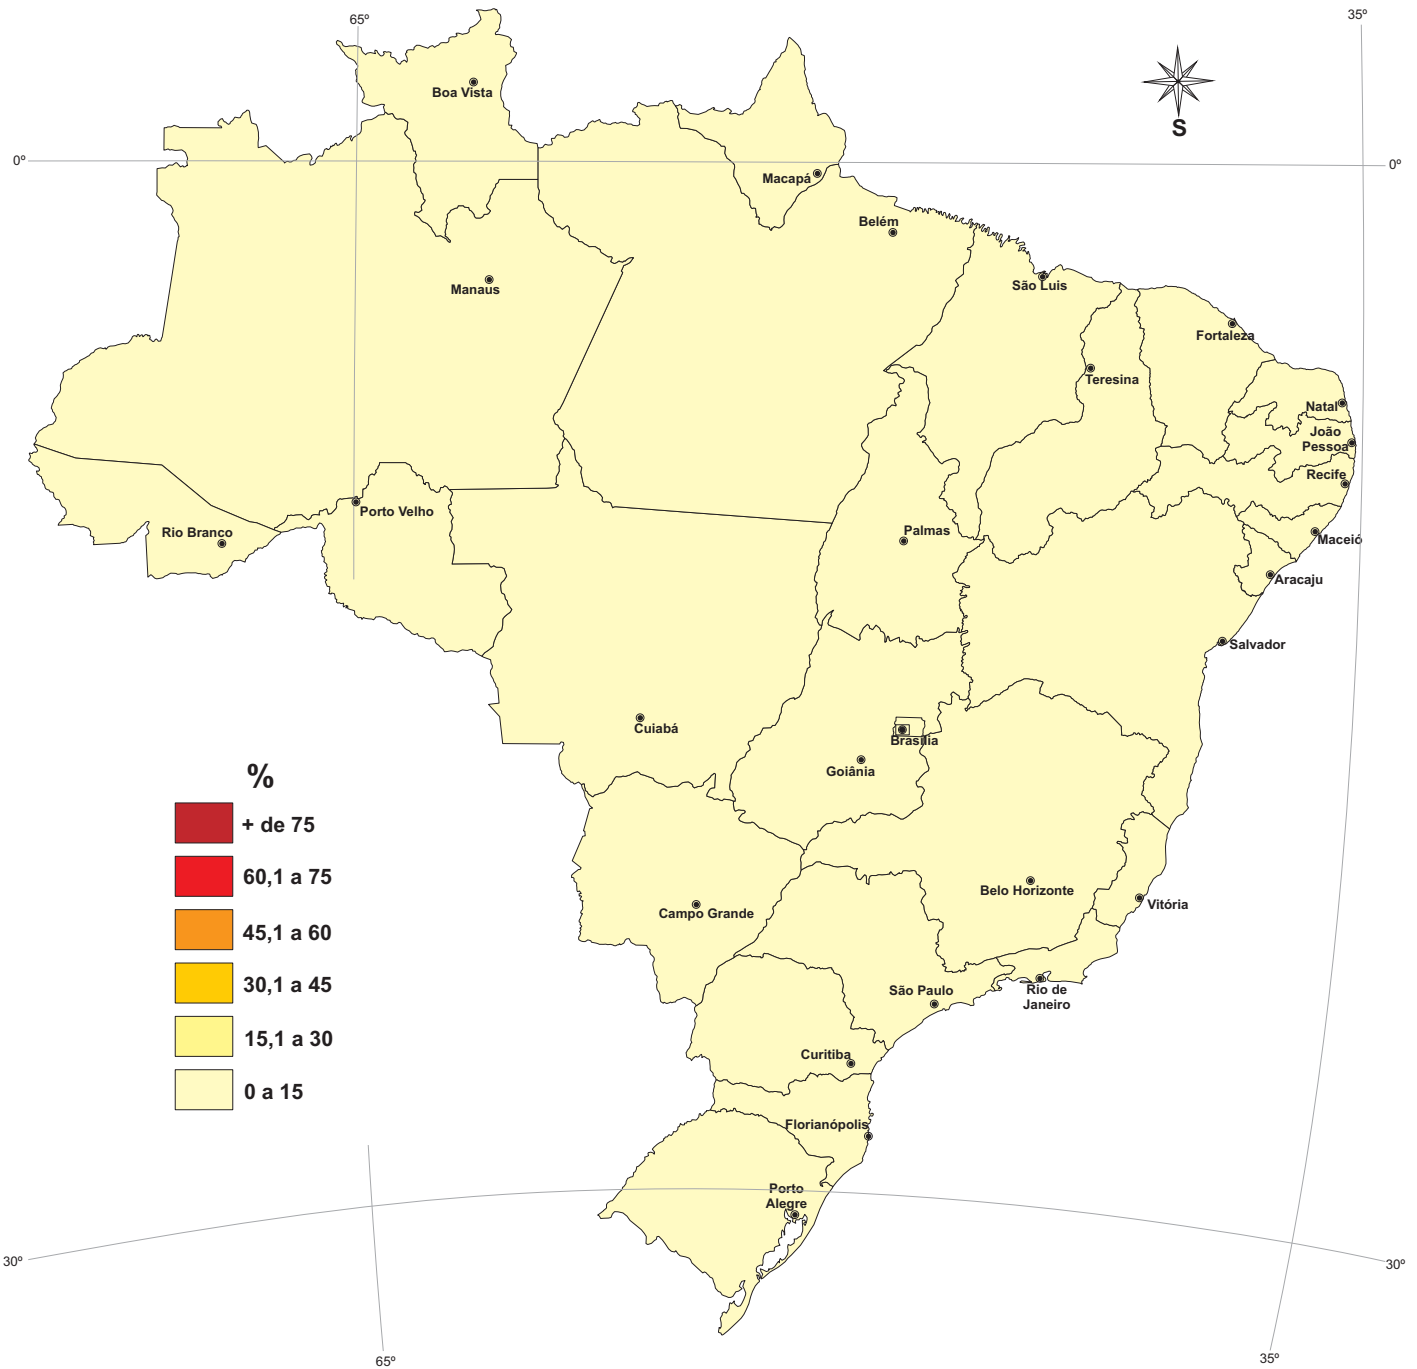 65º
35º
Boa Vista
S
0º
0º
Macapá
Belém
Manaus
São Luis
Fortaleza
Teresina
Natal
João
Pessoa
Recife
Porto Velho
Rio Branco
Palmas
Maceió
Aracaju
Salvador
Cuiabá
Brasília
Goiânia
%
+ de 75
60,1 a 75
45,1 a 60
30,1 a 45
15,1 a 30
0 a 15
Belo Horizonte
Vitória
Campo Grande
São Paulo
Rio de
Janeiro
Curitiba
Florianópolis
Porto
Alegre
30º
30º
65º
35º